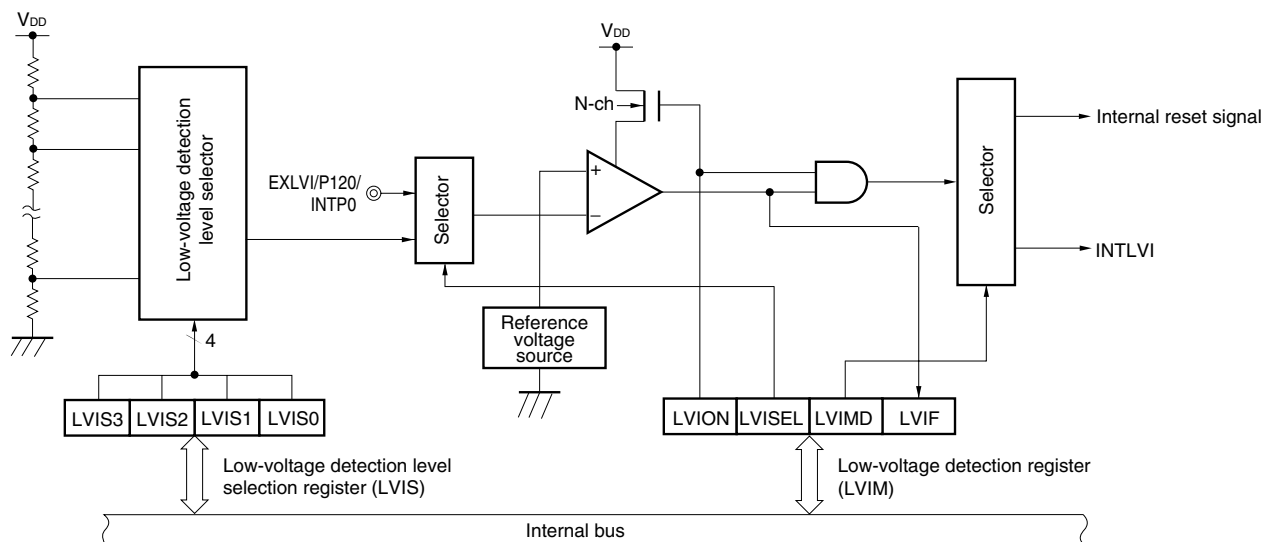 VDD
Low-voltage detection
level selector
4
LVIS3 LVIS2 LVIS1 LVIS0
Low-voltage detection level
selection register (LVIS)
EXLVI/P120/
INTP0
Selector
VDD
N-ch
+
−
Reference
voltage
source
Selector
Internal reset signal
INTLVI
LVION LVISEL LVIMD LVIF
Low-voltage detection register
(LVIM)
Internal bus